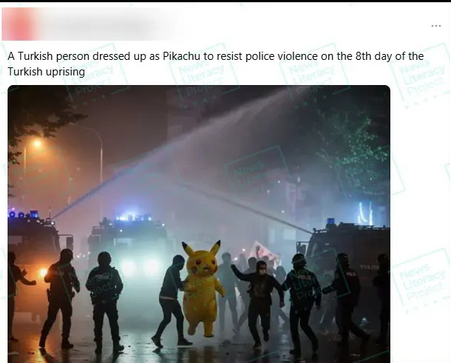 A Turkish person dressed up as Pikachu to resist police violence on the 8th day of the
Turkish uprising
News
Literacy
Project